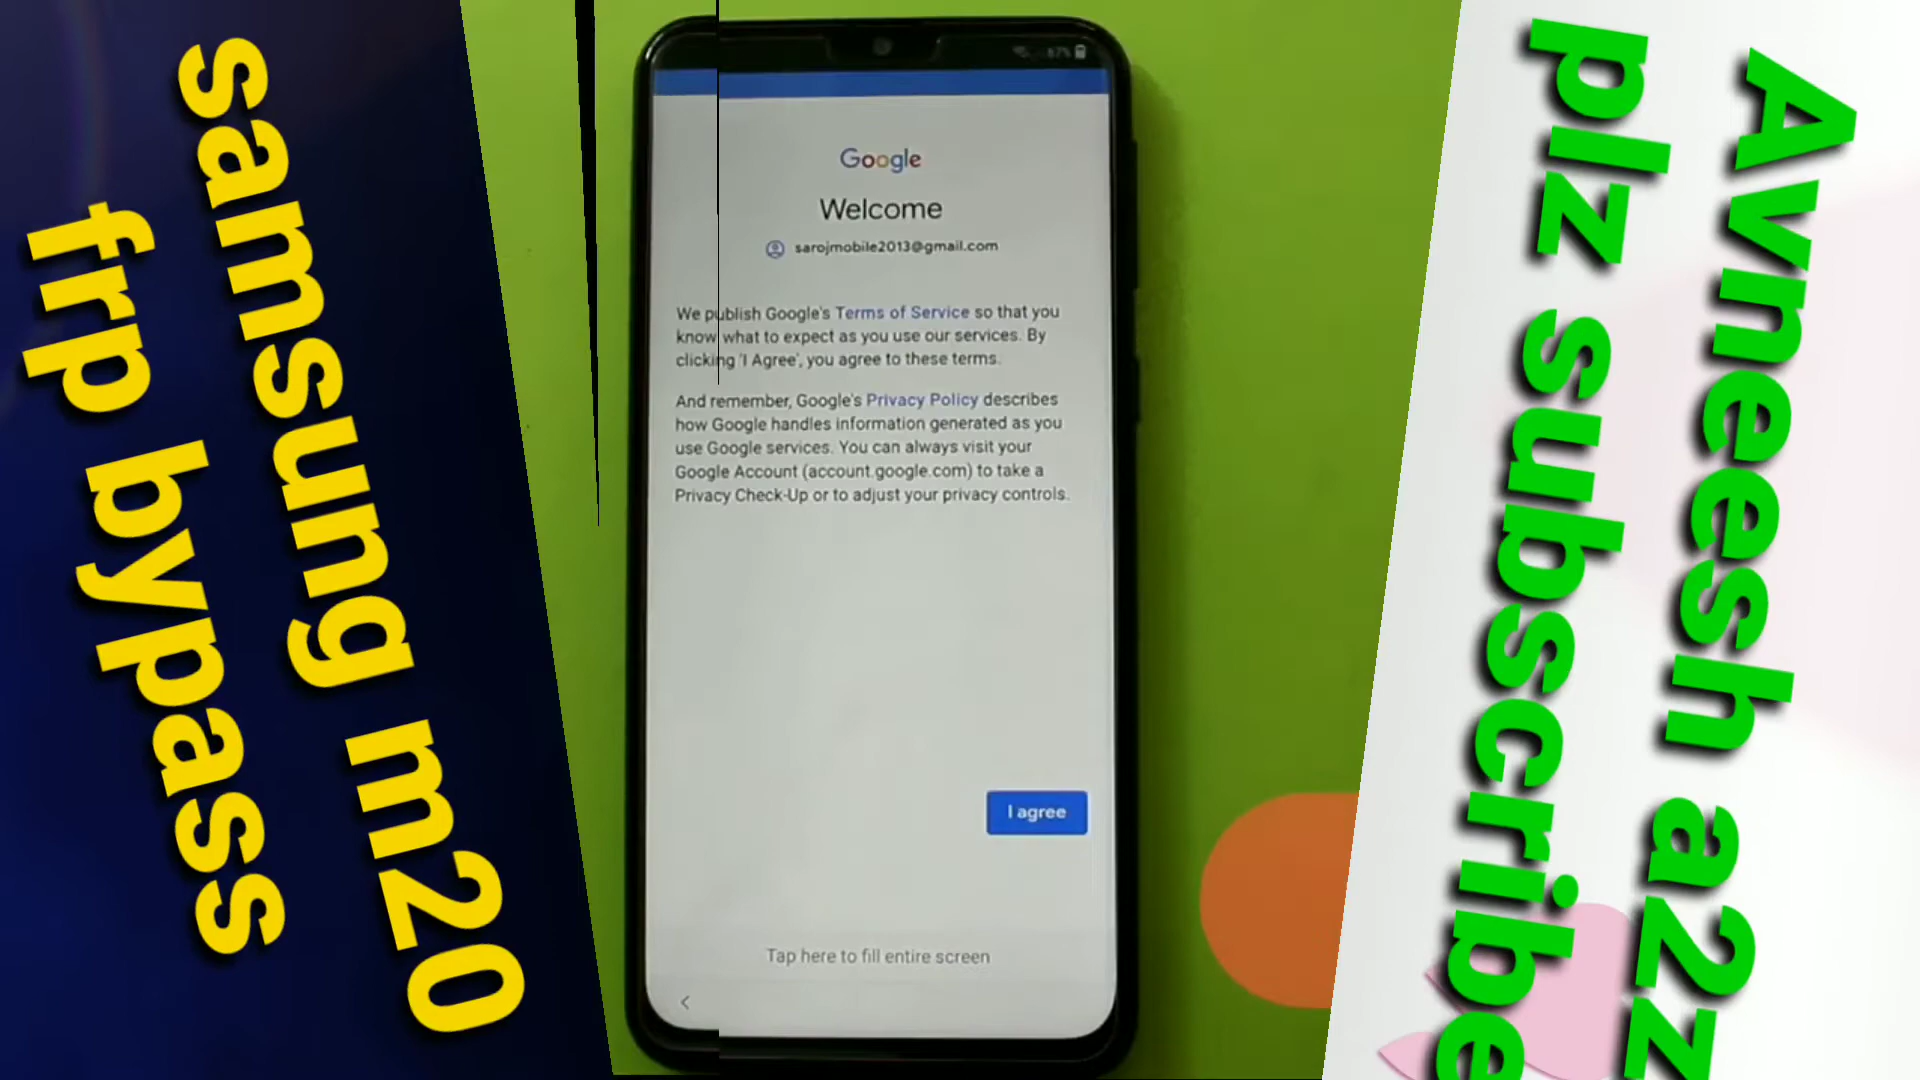 samsung m20
frp bypass
67%
Google
Welcome
sarojmobile2013@gmail.com
We publish Google's Terms of Service so that you
know what to expect as you use our services. By
clicking 'I Agree', you agree to these terms.
And remember, Google's Privacy Policy describes
how Google handles information generated as you
use Google services. You can always visit your
Google Account (account.google.com) to take a
Privacy Check-Up or to adjust your privacy controls.
I agree
Tap here to fill entire screen
Avneesh a2z
plz subscribe